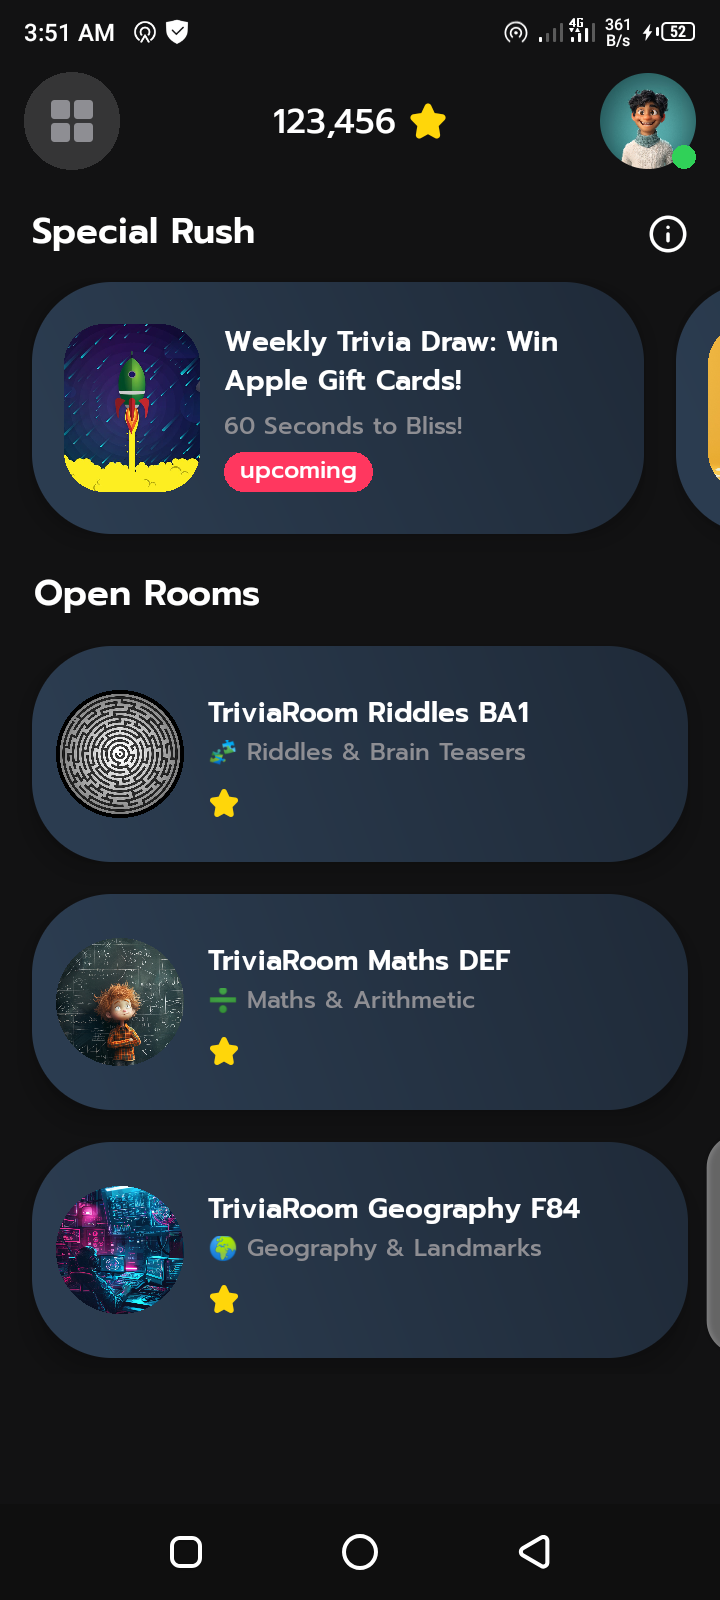 3:51 AM
4G
361
B/s
52
123,456
Special Rush
Weekly Trivia Draw: Win
Apple Gift Cards!
60 Seconds to Bliss!
upcoming
Open Rooms
TriviaRoom Riddles BA1
Riddles & Brain Teasers
TriviaRoom Maths DEF
Maths & Arithmetic
TriviaRoom Geography F84
Geography & Landmarks